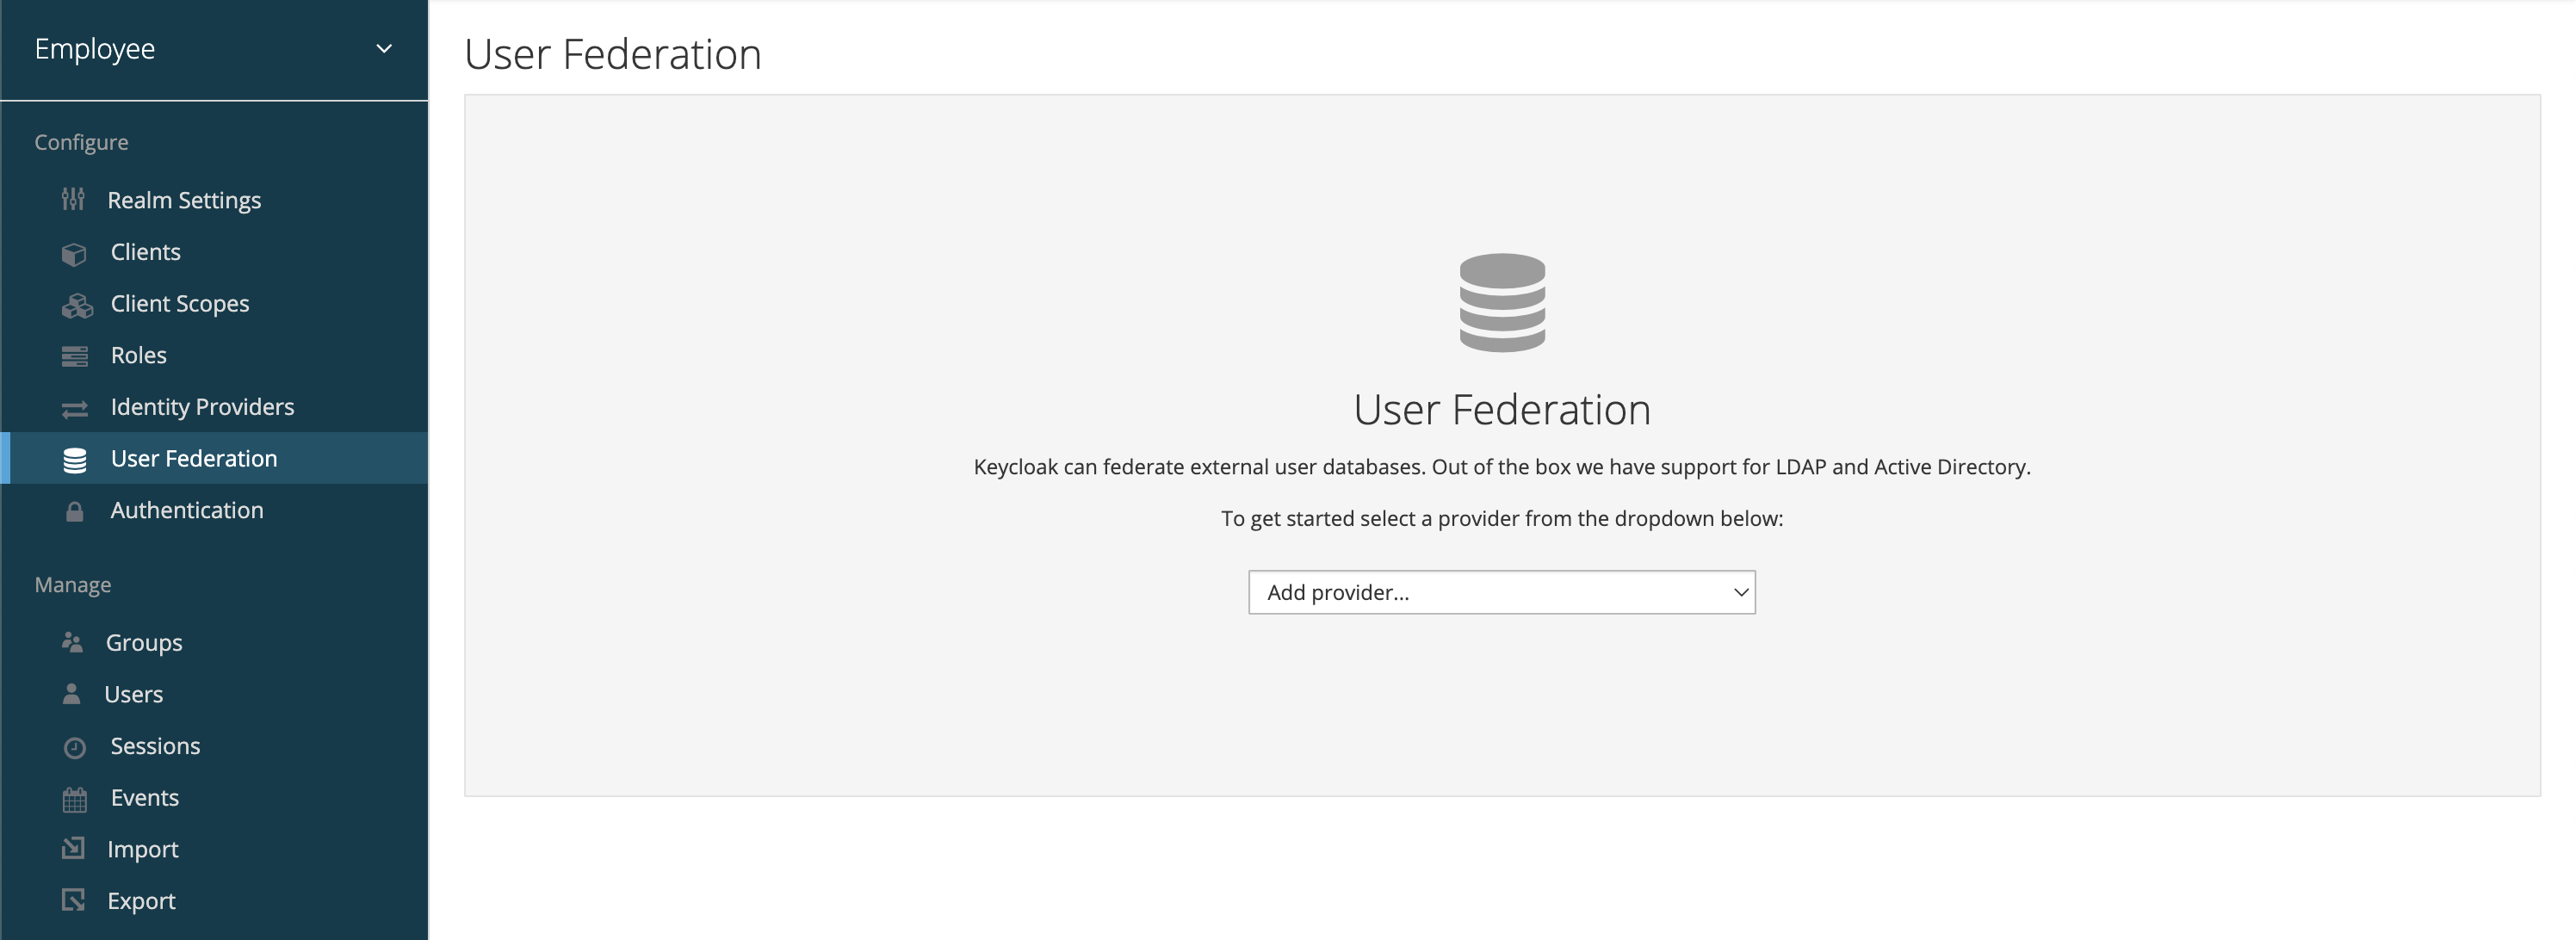 Employee
Configure
Realm Settings
Clients
Client Scopes
Roles
Identity Providers
User Federation
Authentication
Manage
Groups
Users
Sessions
Events
Import
Export
User Federation
User Federation
Keycloak can federate external user databases. Out of the box we have support for LDAP and Active Directory.
To get started select a provider from the dropdown below:
Add provider...